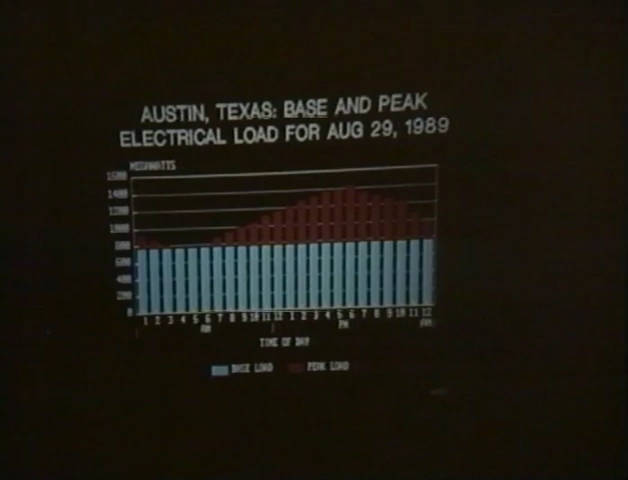 AUSTIN, TEXAS: BASE AND PEAK
ELECTRICAL LOAD FOR AUG 29, 1989
MEGAWATTS
1600
1400
1200
1000
800
600
400
200
0
1 2 3 4 5 6 7 8 9 10 11 12 1 2 3 4 5 6 7 8 9 10 11 12
AM PM AM
TIME OF DAY
BASE LOAD PEAK LOAD